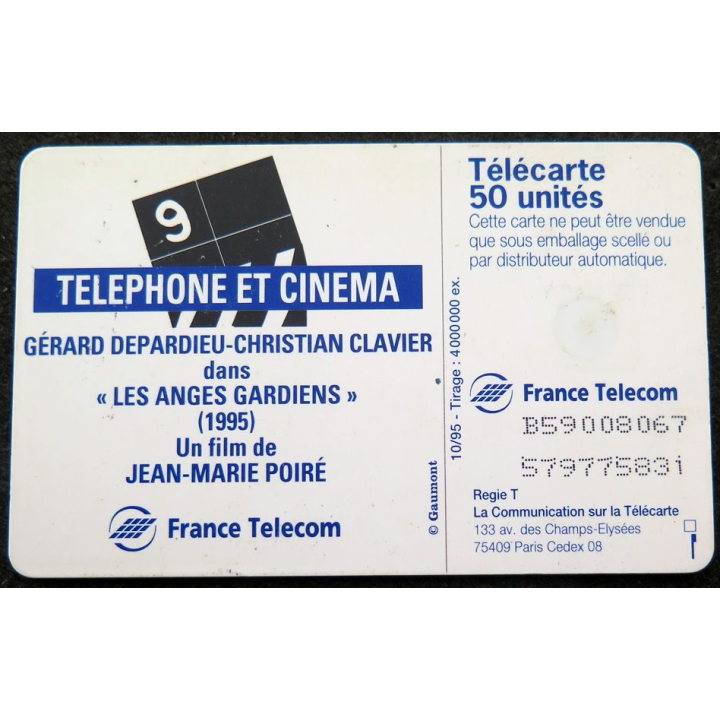 9
TELEPHONE ET CINEMA
GÉRARD DEPARDIEU-CHRISTIAN CLAVIER
dans
« LES ANGES GARDIENS »
(1995)
Un film de
JEAN-MARIE POIRÉ
France Telecom
© Gaumont
10/95 - Tirage : 4 000 000 ex.
Télécarte
50 unités
Cette carte ne peut être vendue
que sous emballage scellé ou
par distributeur automatique.
France Telecom
B59008067
579775831
Regie T
La Communication sur la Télécarte
133 av. des Champs-Elysées
75409 Paris Cedex 08